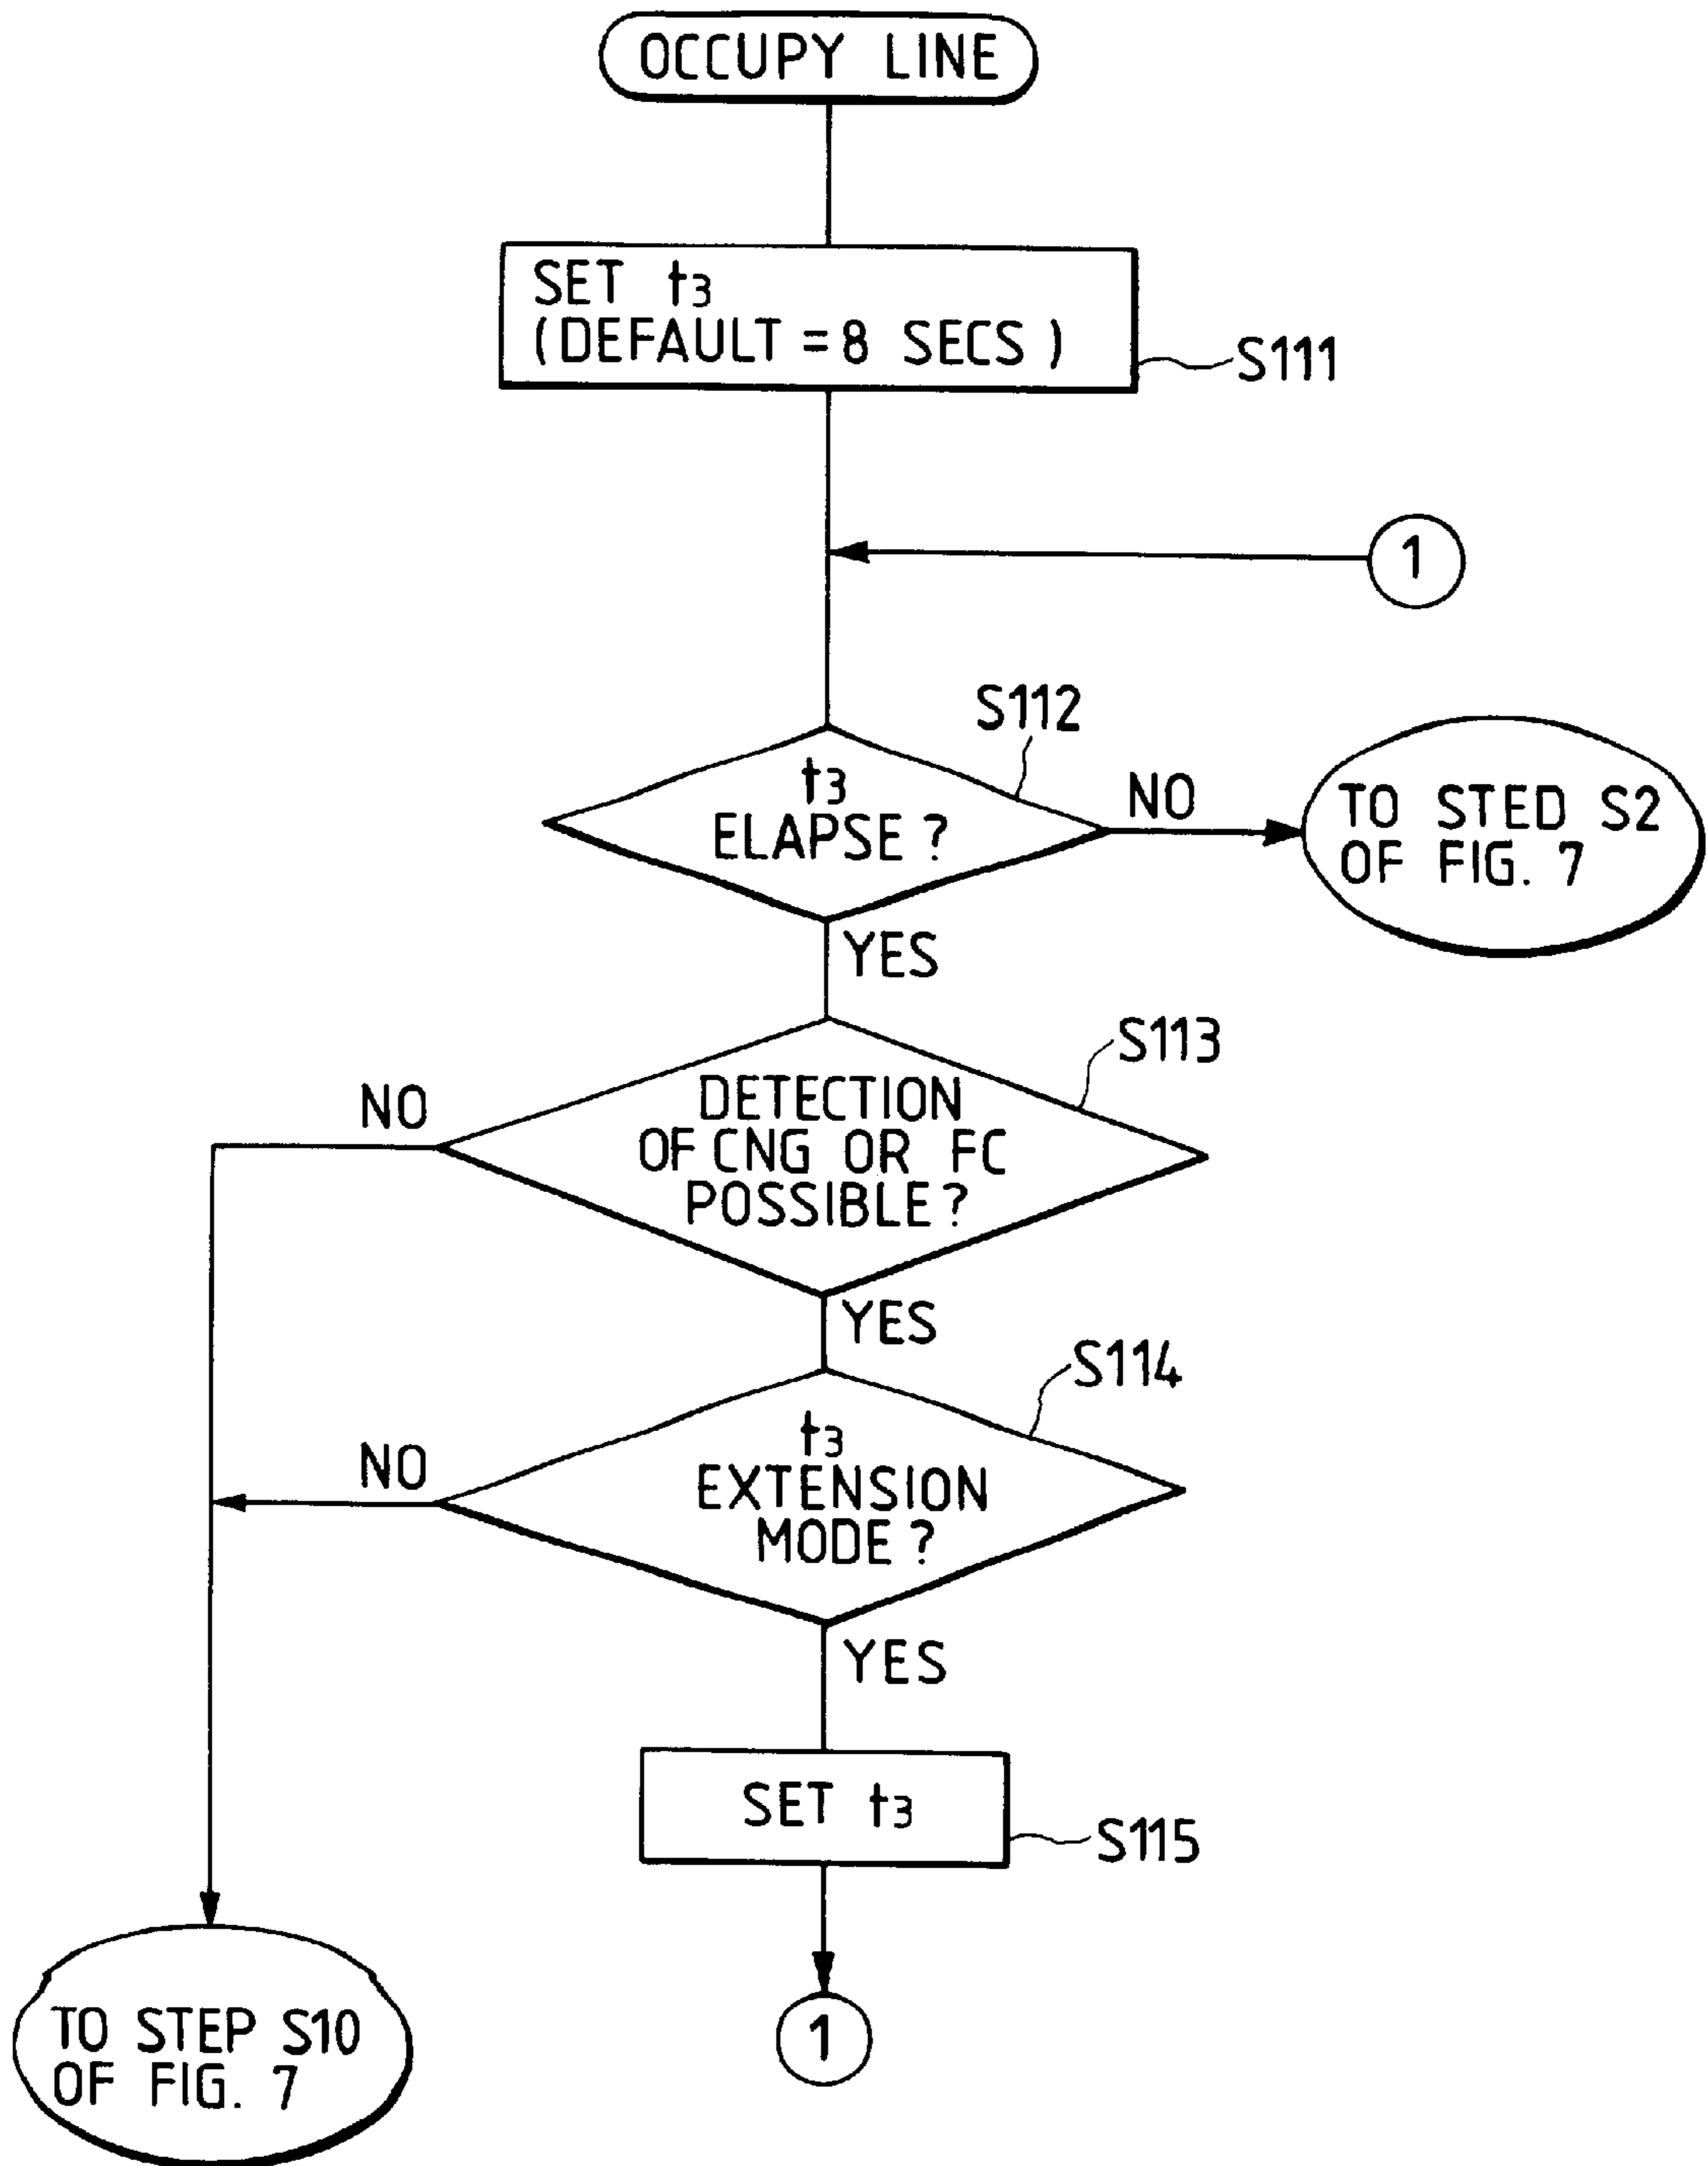 OCCUPY LINE
SET t3
(DEFAULT = 8 SECS )
S111
1
S112
t3
ELAPSE ?
NO
TO STED S2
OF FIG. 7
YES
S113
DETECTION
OF CNG OR FC
POSSIBLE ?
NO
YES
S114
t3
EXTENSION
MODE ?
NO
YES
SET t3
S115
TO STEP S10
OF FIG. 7
1